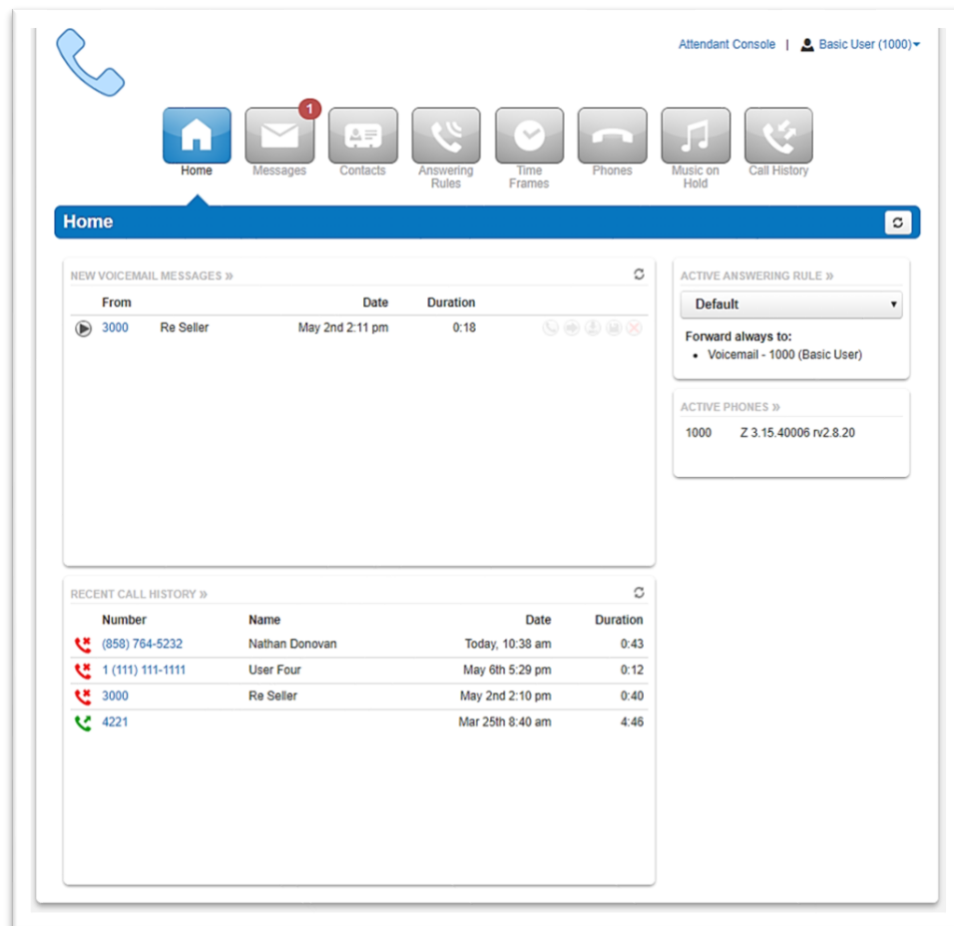 Attendant Console | Basic User (1000)
1
Home Messages Contacts Answering Rules Time Frames Phones Music on Hold Call History
Home
NEW VOICEMAIL MESSAGES »
From Date Duration
3000 Re Seller May 2nd 2:11 pm 0:18
ACTIVE ANSWERING RULE »
Default
Forward always to:
• Voicemail - 1000 (Basic User)
ACTIVE PHONES »
1000 Z 3.15.40006 rv2.8.20
RECENT CALL HISTORY »
Number Name Date Duration
(858) 764-5232 Nathan Donovan Today, 10:38 am 0:43
1 (111) 111-1111 User Four May 6th 5:29 pm 0:12
3000 Re Seller May 2nd 2:10 pm 0:40
4221 Mar 25th 8:40 am 4:46